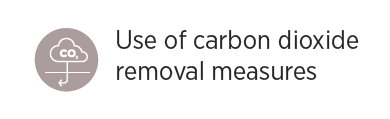 CO₂
Use of carbon dioxide
removal measures